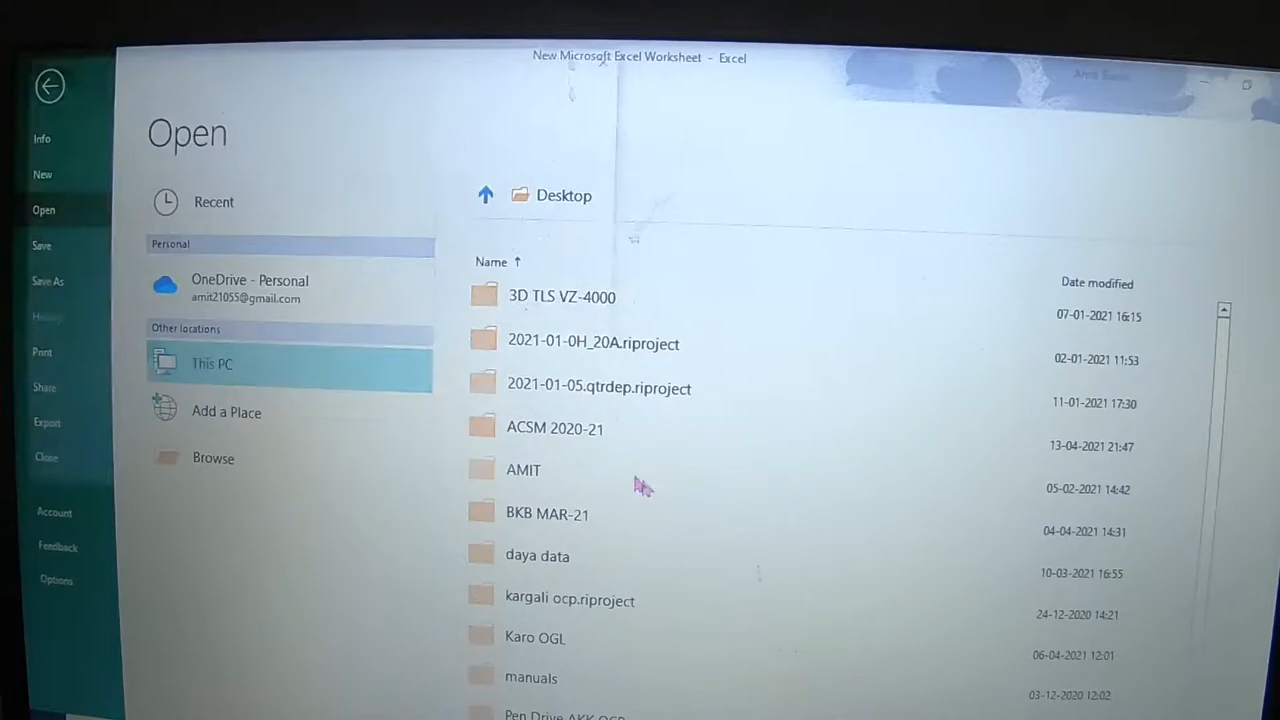 New Microsoft Excel Worksheet - Excel
Info
New
Open
Save
Save As
Print
Share
Export
Close
Account
Feedback
Options
Open
Recent
Personal
OneDrive - Personal
amit21055@gmail.com
Other locations
This PC
Add a Place
Browse
Desktop
Name
Date modified
3D TLS VZ-4000
07-01-2021 16:15
2021-01-0H_20A.riproject
02-01-2021 11:53
2021-01-05.qtrdep.riproject
11-01-2021 17:30
ACSM 2020-21
13-04-2021 21:47
AMIT
05-02-2021 14:42
BKB MAR-21
04-04-2021 14:31
daya data
10-03-2021 16:55
kargali ocp.riproject
24-12-2020 14:21
Karo OGL
06-04-2021 12:01
manuals
03-12-2020 12:02
Pen Drive AKK OCP